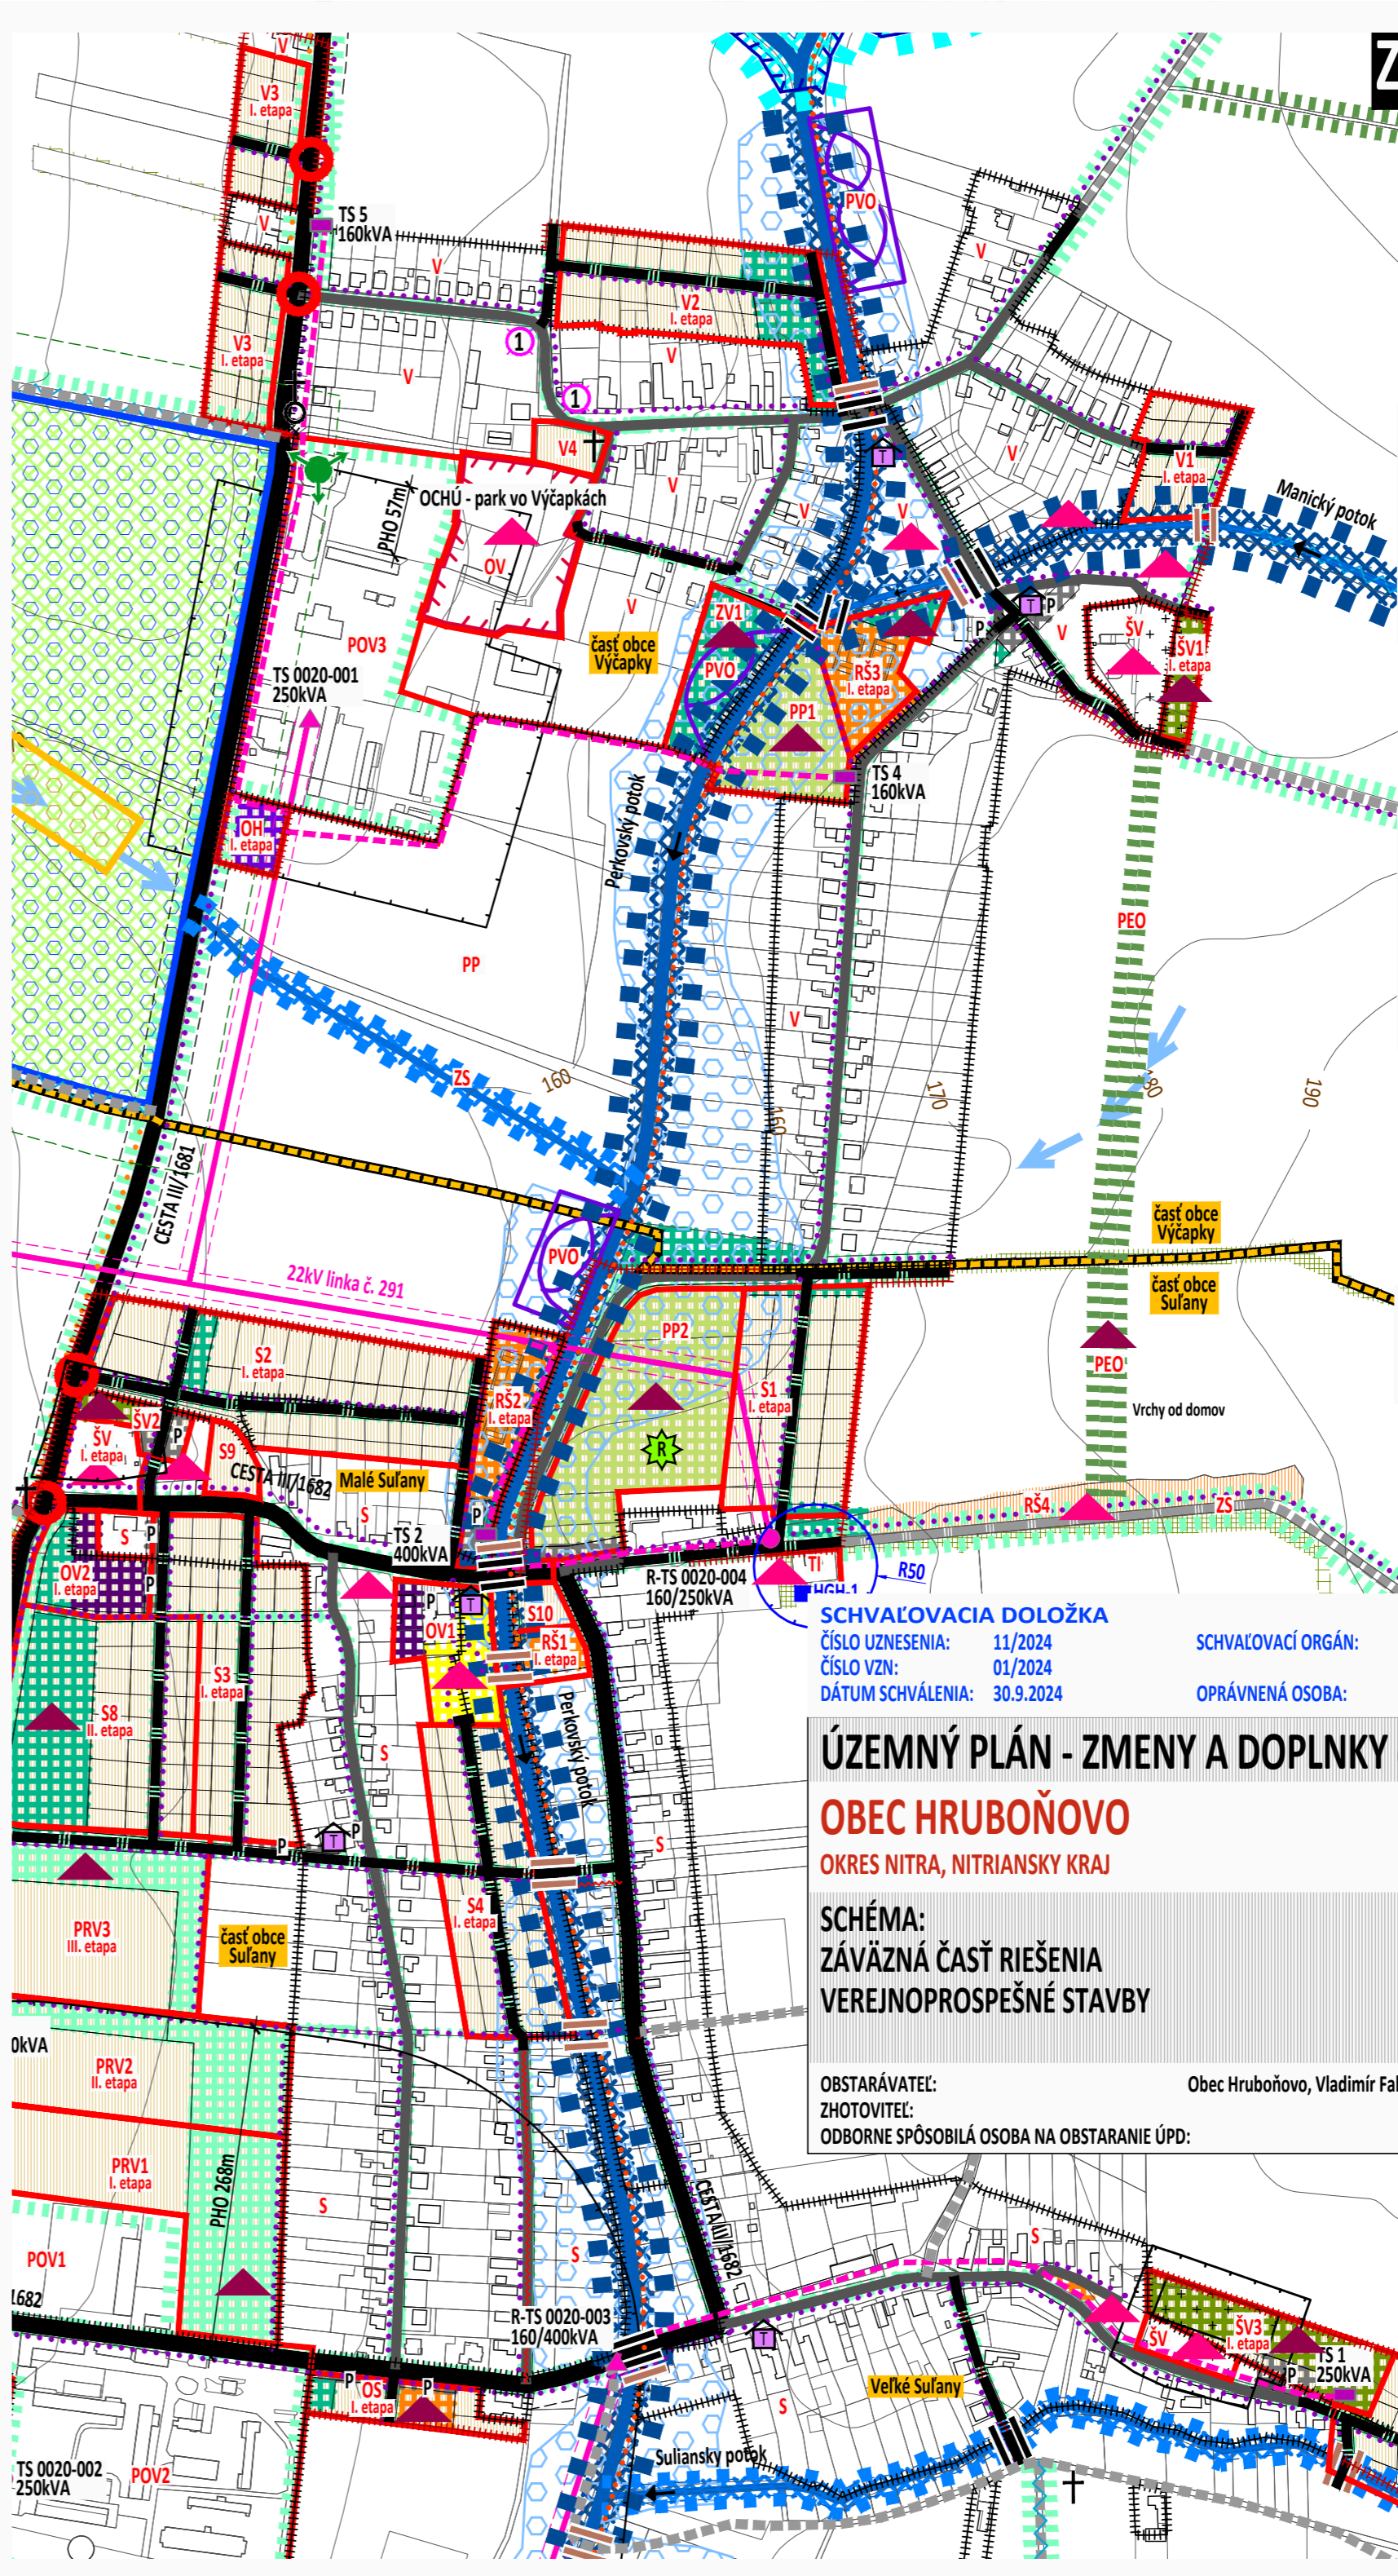 Z
V
V3
I. etapa
TS 5
160kVA
V
V
PVO
V
V2
I. etapa
V3
I. etapa
1
V
V
1
V4
V
V1
I. etapa
T
OCHÚ - park vo Výčapkách
V
Manický potok
PHO 57m
V
V
OV
T
P
V
ZV1
P
V
ŠV
POV3
časť obce
Výčapky
ŠV1
I. etapa
PVO
RŠ3
I. etapa
TS 0020-001
250kVA
PP1
TS 4
160kVA
Perkovský potok
OH
I. etapa
PEO
PP
V
ZS
160
160
170
180
190
CESTA III/1681
časť obce
Výčapky
PVO
22kV linka č. 291
časť obce
Suľany
PP2
S2
I. etapa
PEO
S1
I. etapa
RŠ2
I. etapa
Vrchy od domov
ŠV2
P
ŠV
I. etapa
S9
R
CESTA III/1682
Malé Suľany
RŠ4
ZS
S
P
S
P
TS 2
400kVA
TI
R50
OV2
I. etapa
P
R-TS 0020-004
160/250kVA
HGH-1
P
T
S10
OV1
RŠ1
I. etapa
SCHVAĽOVACIA DOLOŽKA
ČÍSLO UZNESENIA: 11/2024 SCHVAĽOVACÍ ORGÁN:
ČÍSLO VZN: 01/2024
DÁTUM SCHVÁLENIA: 30.9.2024 OPRÁVNENÁ OSOBA:
S3
I. etapa
S8
II. etapa
Perkovský potok
S
ÚZEMNÝ PLÁN - ZMENY A DOPLNKY
OBEC HRUBOŇOVO
OKRES NITRA, NITRIANSKY KRAJ
P
T
P
S
S4
I. etapa
SCHÉMA:
ZÁVÄZNÁ ČASŤ RIEŠENIA
VEREJNOPROSPEŠNÉ STAVBY
PRV3
III. etapa
časť obce
Suľany
0kVA
PRV2
II. etapa
OBSTARÁVATEĽ: Obec Hruboňovo, Vladimír Fal
ZHOTOVITEĽ:
ODBORNE SPÔSOBILÁ OSOBA NA OBSTARANIE ÚPD:
PRV1
I. etapa
PHO 268m
S
CESTA III/1682
S
POV1
S
1682
R-TS 0020-003
160/400kVA
T
ŠV
ŠV3
I. etapa
TS 1
250kVA
P
P
P
OS
I. etapa
Veľké Suľany
S
Suliansky potok
TS 0020-002
250kVA
POV2